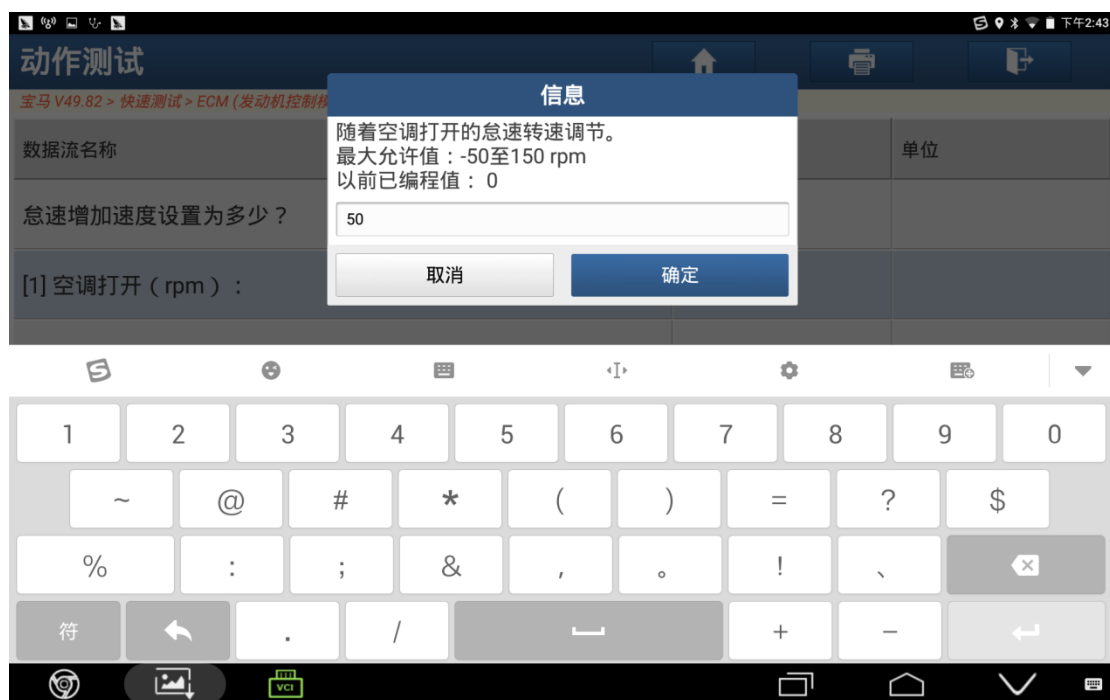 下午2:43
动作测试
宝马 V49.82 > 快速测试 > ECM (发动机控制模
信息
随着空调打开的怠速转速调节。
最大允许值：-50至150 rpm
以前已编程值： 0
50
取消
确定
数据流名称
单位
怠速增加速度设置为多少？
[1] 空调打开（rpm）：
1 2 3 4 5 6 7 8 9 0
~ @ # * ( ) = ? $
% : ; & , 。 ! 、
符 . / + −
VCI